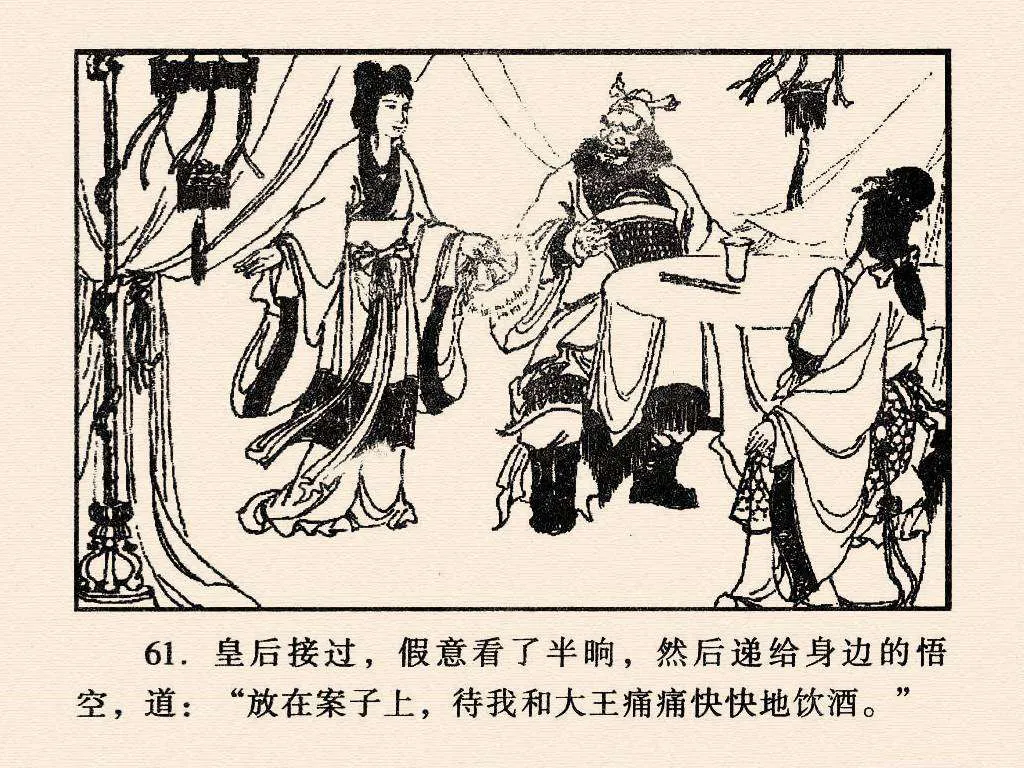 61. 皇后接过，假意看了半晌，然后递给身边的悟
空，道：“放在案子上，待我和大王痛痛快快地饮酒。”